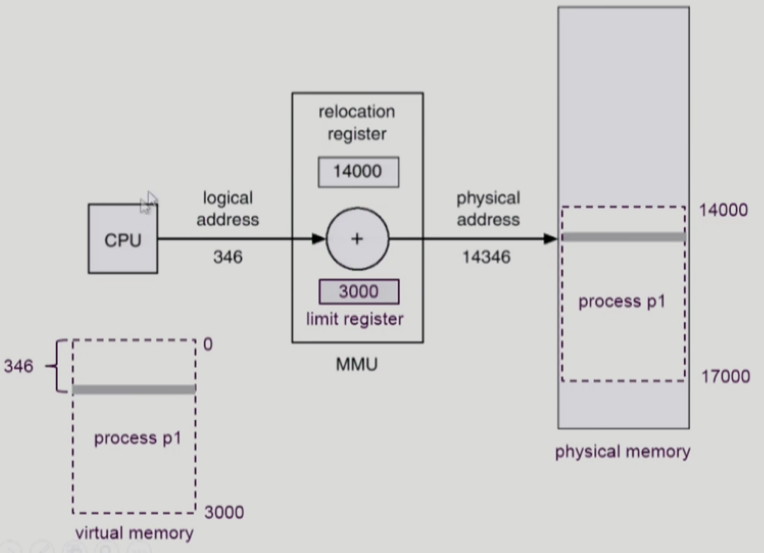 relocation
register
14000
logical
address
physical
address
14000
CPU
+
346
14346
3000
limit register
process p1
0
346
MMU
17000
process p1
physical memory
3000
virtual memory